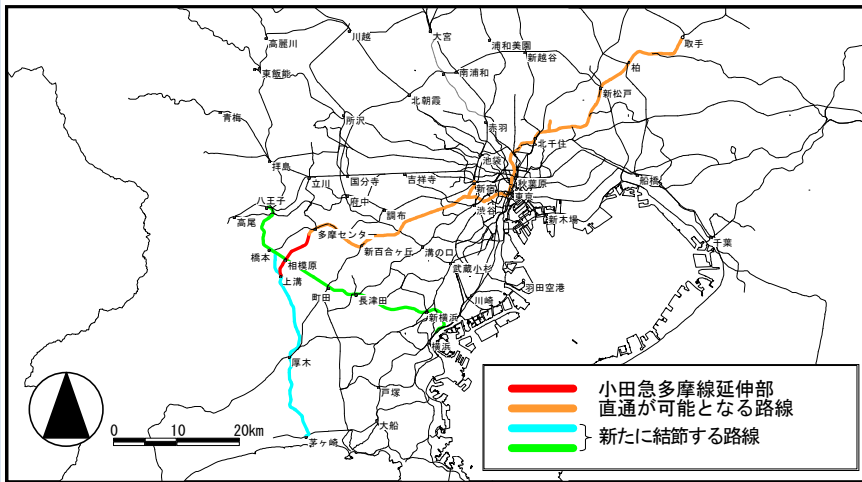 高麗川
川越
大宮
浦和美園
取手
新越谷
柏
東飯能
南浦和
新松戸
北朝霞
青梅
所沢
赤羽
北千住
拝島
池袋
立川
国分寺
吉祥寺
新宿
秋葉原
船橋
東京
八王子
府中
渋谷
高尾
調布
新木場
多摩センター
千葉
新百合ヶ丘
溝の口
橋本
相模原
武蔵小杉
上溝
羽田空港
町田
長津田
川崎
新横浜
横浜
厚木
戸塚
大船
茅ヶ崎
0 10 20km
小田急多摩線延伸部
直通が可能となる路線
新たに結節する路線